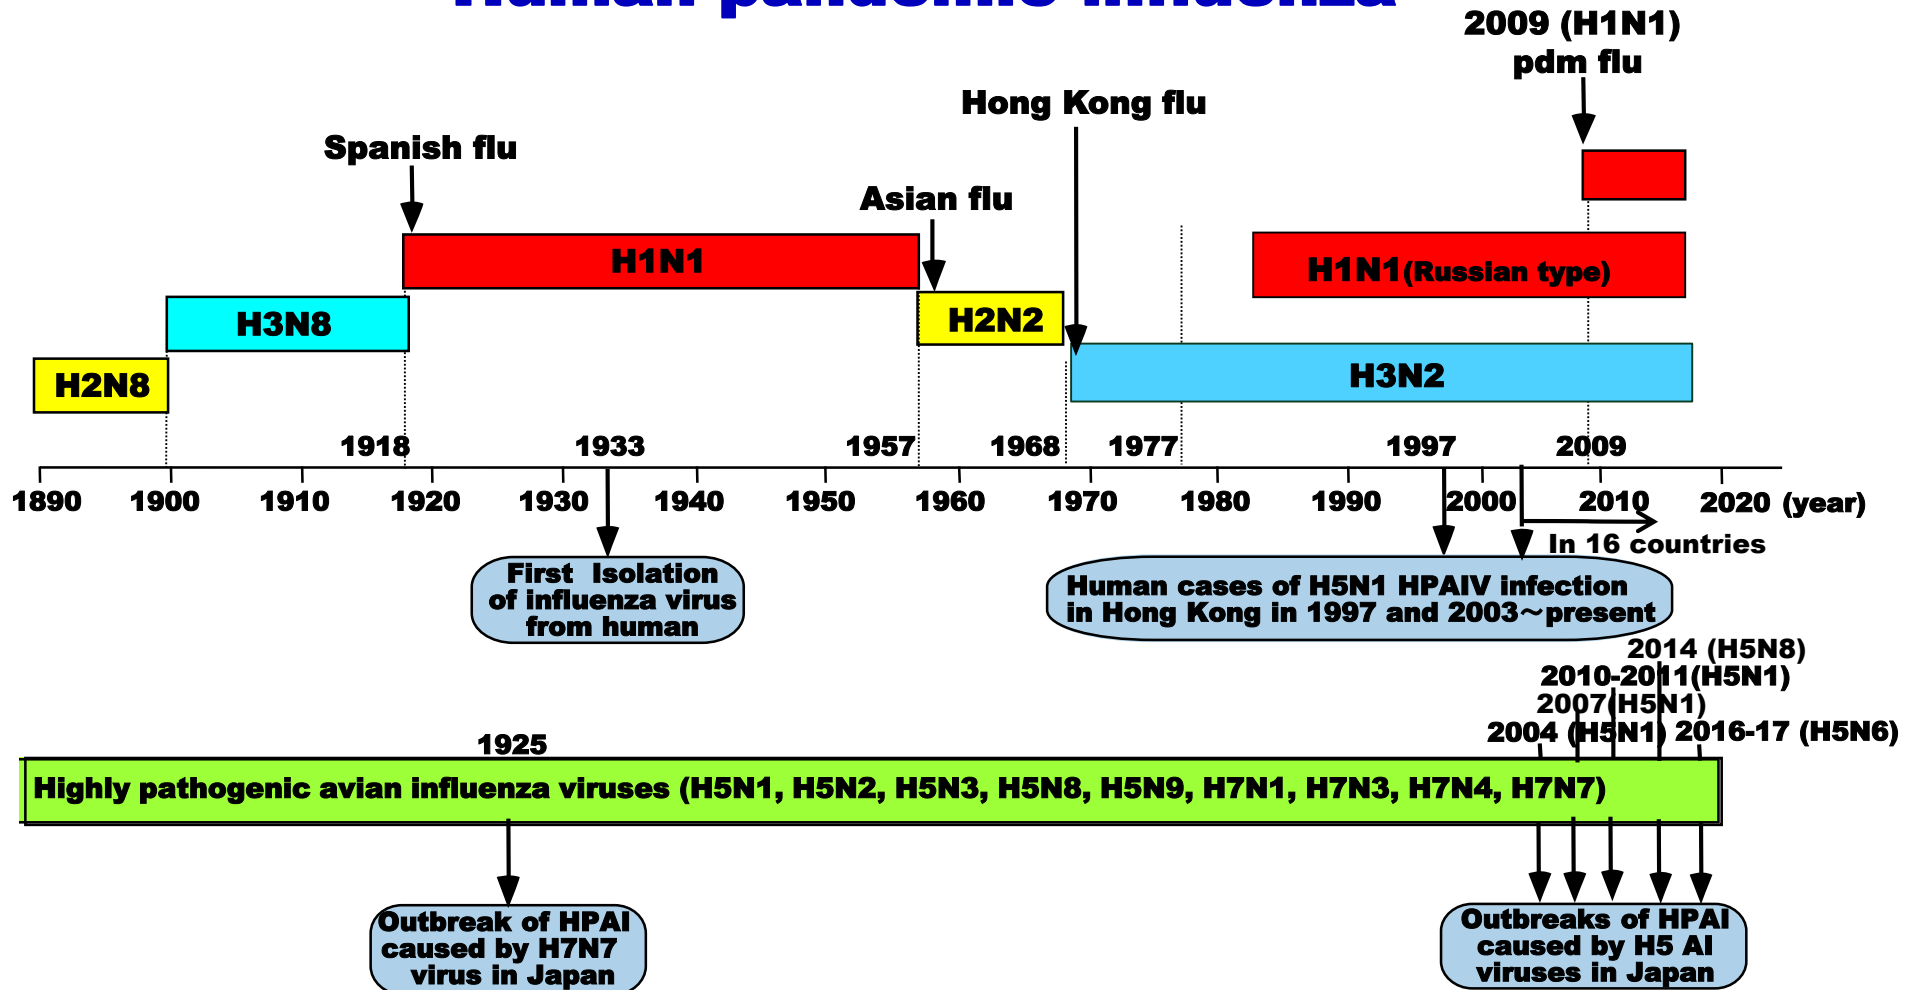 Human pandemic influenza
2009 (H1N1)
pdm flu
Hong Kong flu
Spanish flu
Asian flu
H1N1
H1N1(Russian type)
H3N8
H2N2
H3N2
H2N8
1918
1933
1957
1968
1977
1997
2009
1890
1900
1910
1920
1930
1940
1950
1960
1970
1980
1990
2000
2010
2020 (year)
In 16 countries
First Isolation
of influenza virus
from human
Human cases of H5N1 HPAIV infection
in Hong Kong in 1997 and 2003～present
2014 (H5N8)
2010-2011(H5N1)
2007(H5N1)
2004 (H5N1)
2016-17 (H5N6)
1925
Highly pathogenic avian influenza viruses (H5N1, H5N2, H5N3, H5N8, H5N9, H7N1, H7N3, H7N4, H7N7)
Outbreak of HPAI
caused by H7N7
virus in Japan
Outbreaks of HPAI
caused by H5 AI
viruses in Japan